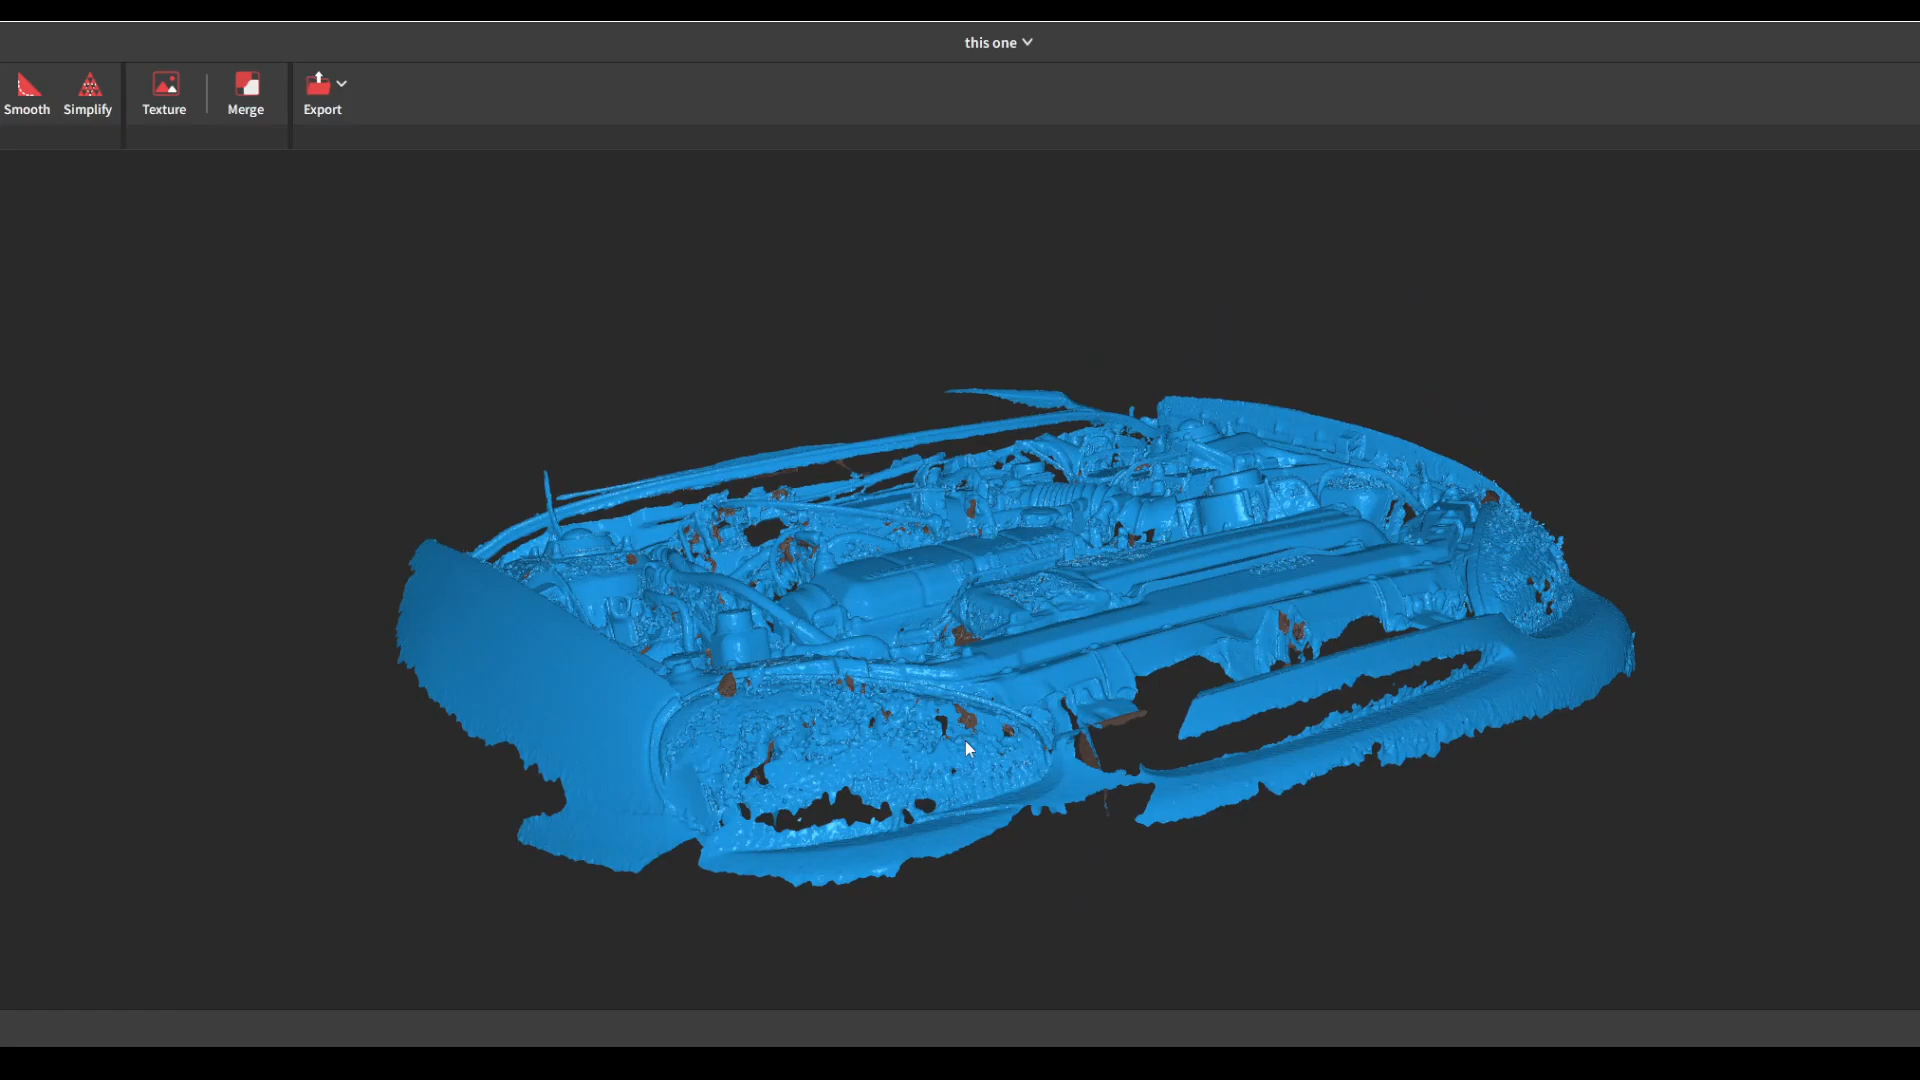 this one
Smooth
Simplify
Texture
Merge
Export